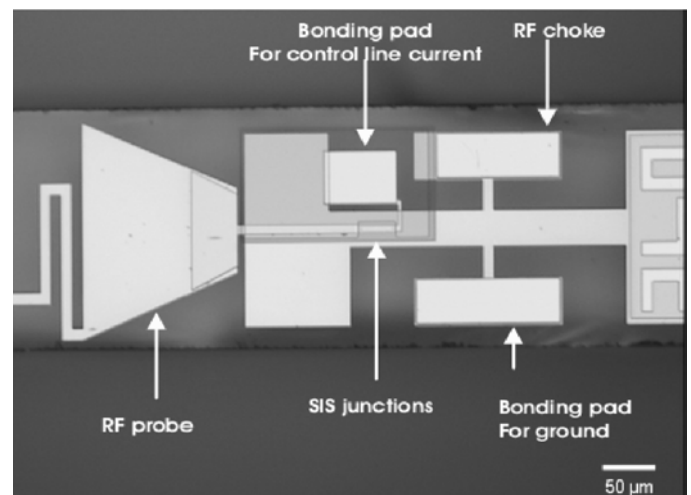 Bonding pad
For control line current
RF choke
RF probe
SIS junctions
Bonding pad
For ground
50 µm